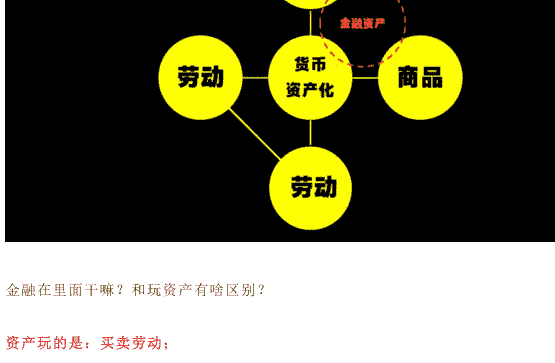 金融资产
劳动
货币
资产化
商品
劳动
金融在里面干嘛？和玩资产有啥区别？
资产玩的是：买卖劳动；